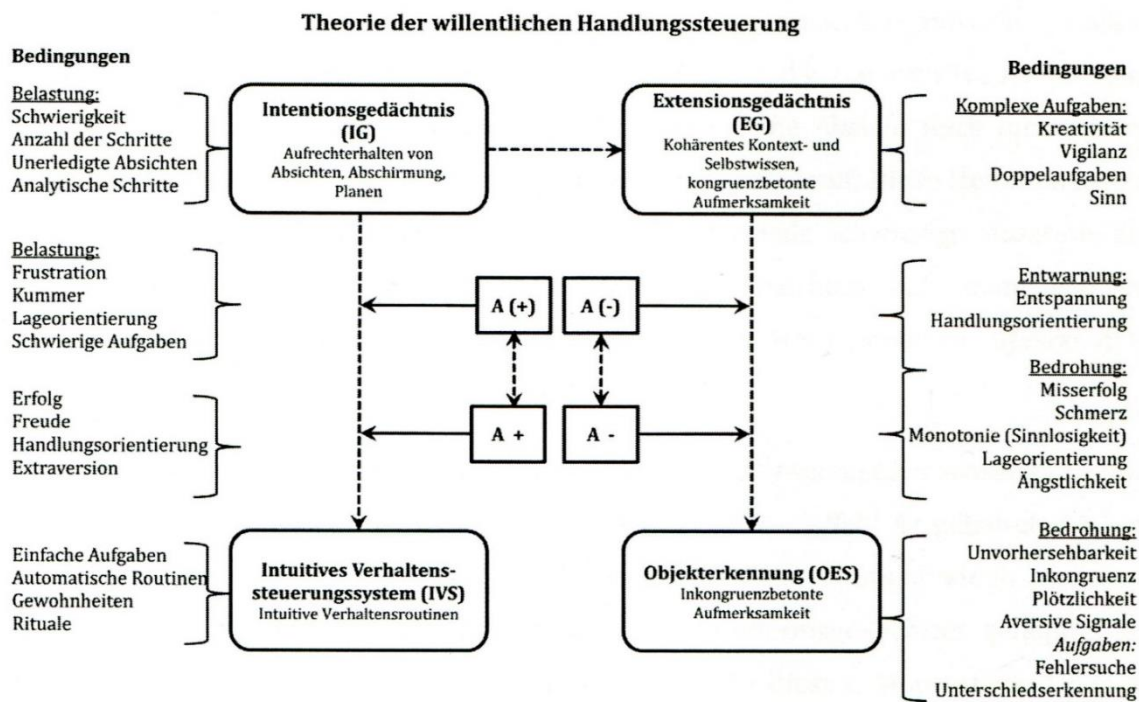 Theorie der willentlichen Handlungssteuerung
Bedingungen
Belastung:
Schwierigkeit
Anzahl der Schritte
Unerledigte Absichten
Analytische Schritte
Belastung:
Frustration
Kummer
Lageorientierung
Schwierige Aufgaben
Erfolg
Freude
Handlungsorientierung
Extraversion
Einfache Aufgaben
Automatische Routinen
Gewohnheiten
Rituale
Intentionsgedächtnis
(IG)
Aufrechterhalten von
Absichten, Abschirmung,
Planen
Extensionsgedächtnis
(EG)
Kohärentes Kontext- und
Selbstwissen,
kongruenzbetonte
Aufmerksamkeit
A (+)
A (-)
A +
A -
Intuitives Verhaltens-
steuerungssystem (IVS)
Intuitive Verhaltensroutinen
Objekterkennung (OES)
Inkongruenzbetonte
Aufmerksamkeit
Bedingungen
Komplexe Aufgaben:
Kreativität
Vigilanz
Doppelaufgaben
Sinn
Entwarnung:
Entspannung
Handlungsorientierung
Bedrohung:
Misserfolg
Schmerz
Monotonie (Sinnlosigkeit)
Lageorientierung
Ängstlichkeit
Bedrohung:
Unvorhersehbarkeit
Inkongruenz
Plötzlichkeit
Aversive Signale
Aufgaben:
Fehlersuche
Unterschiedserkennung